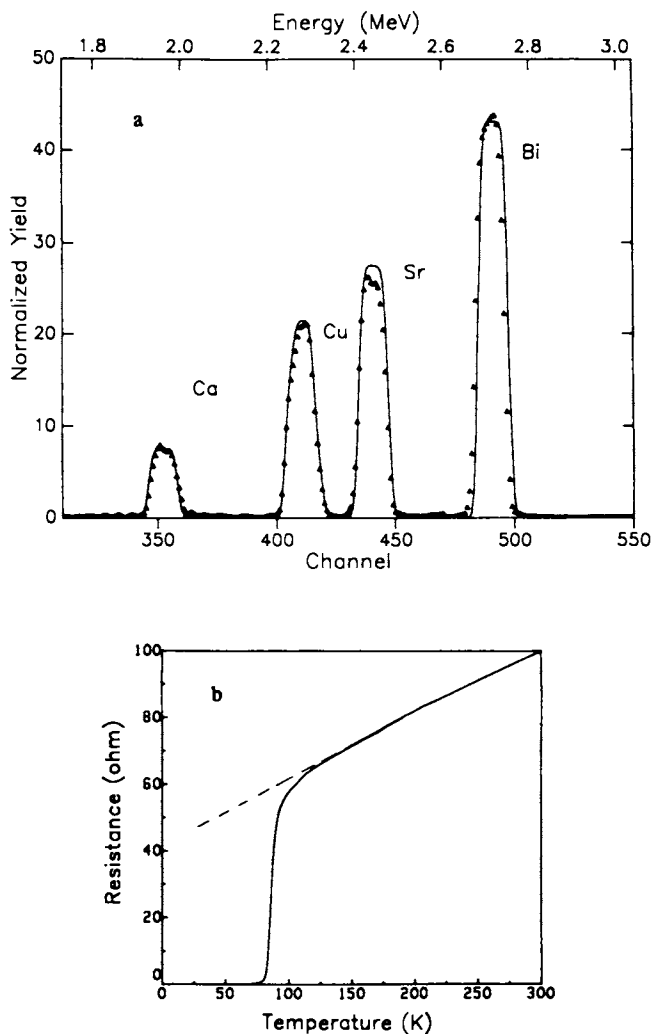 Energy (MeV)
1.8 2.0 2.2 2.4 2.6 2.8 3.0
50
a
40
Bi
30
Normalized Yield
Sr
20
Cu
Ca
10
0
350 400 450 500 550
Channel
100
b
80
60
Resistance (ohm)
40
20
0
0 50 100 150 200 250 300
Temperature (K)